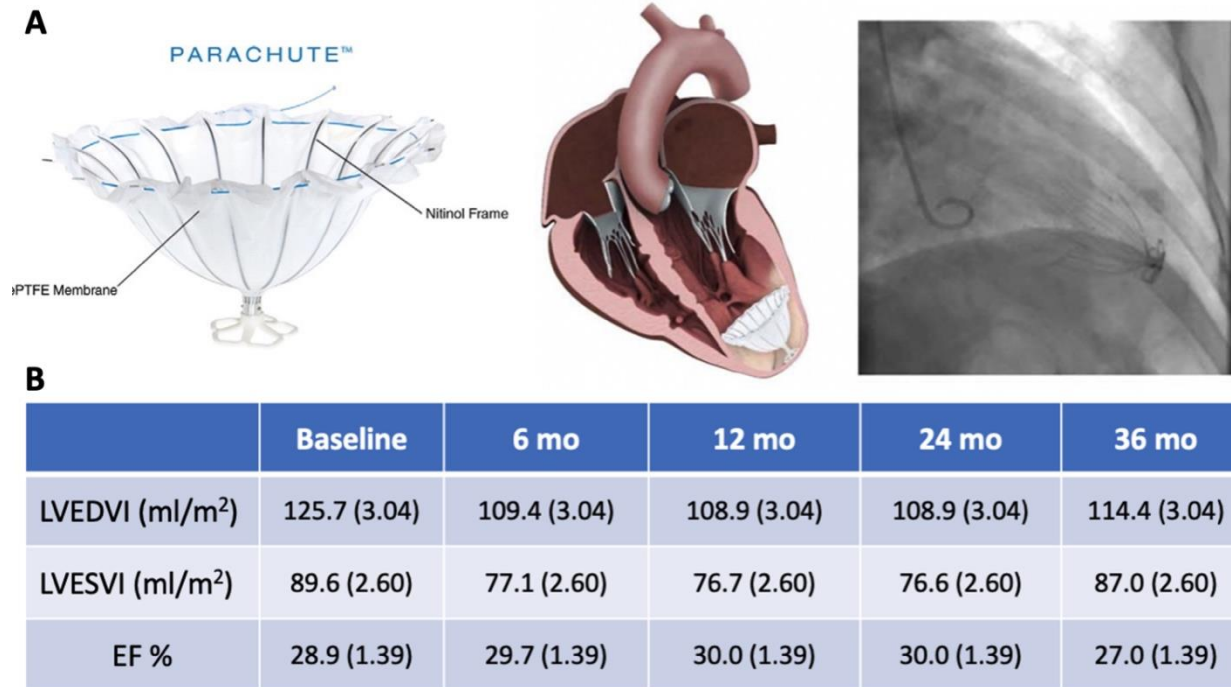 A
PARACHUTE™
Nitinol Frame
ePTFE Membrane
B
Baseline 6 mo 12 mo 24 mo 36 mo
LVEDVI (ml/m²) 125.7 (3.04) 109.4 (3.04) 108.9 (3.04) 108.9 (3.04) 114.4 (3.04)
LVESVI (ml/m²) 89.6 (2.60) 77.1 (2.60) 76.7 (2.60) 76.6 (2.60) 87.0 (2.60)
EF % 28.9 (1.39) 29.7 (1.39) 30.0 (1.39) 30.0 (1.39) 27.0 (1.39)